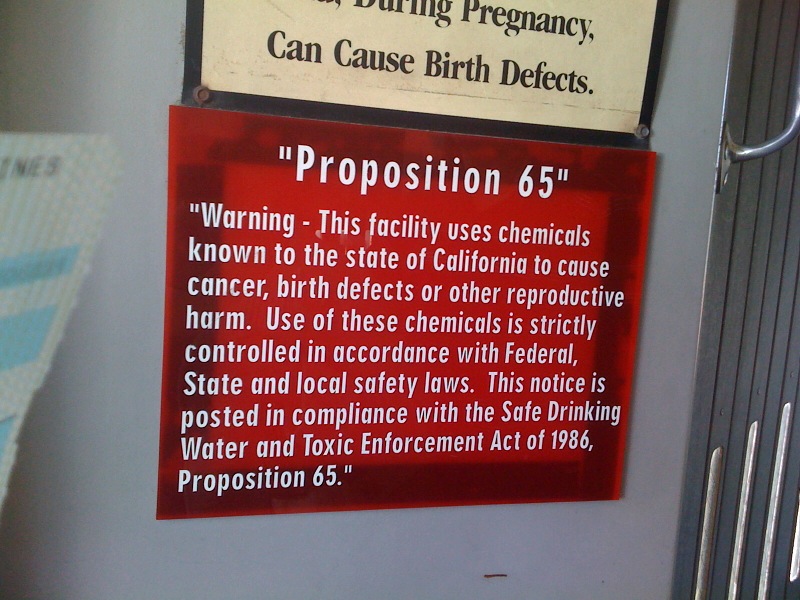 During Pregnancy,
Can Cause Birth Defects.
INES
"Proposition 65"
"Warning - This facility uses chemicals
known to the state of California to cause
cancer, birth defects or other reproductive
harm. Use of these chemicals is strictly
controlled in accordance with Federal,
State and local safety laws. This notice is
posted in compliance with the Safe Drinking
Water and Toxic Enforcement Act of 1986,
Proposition 65."